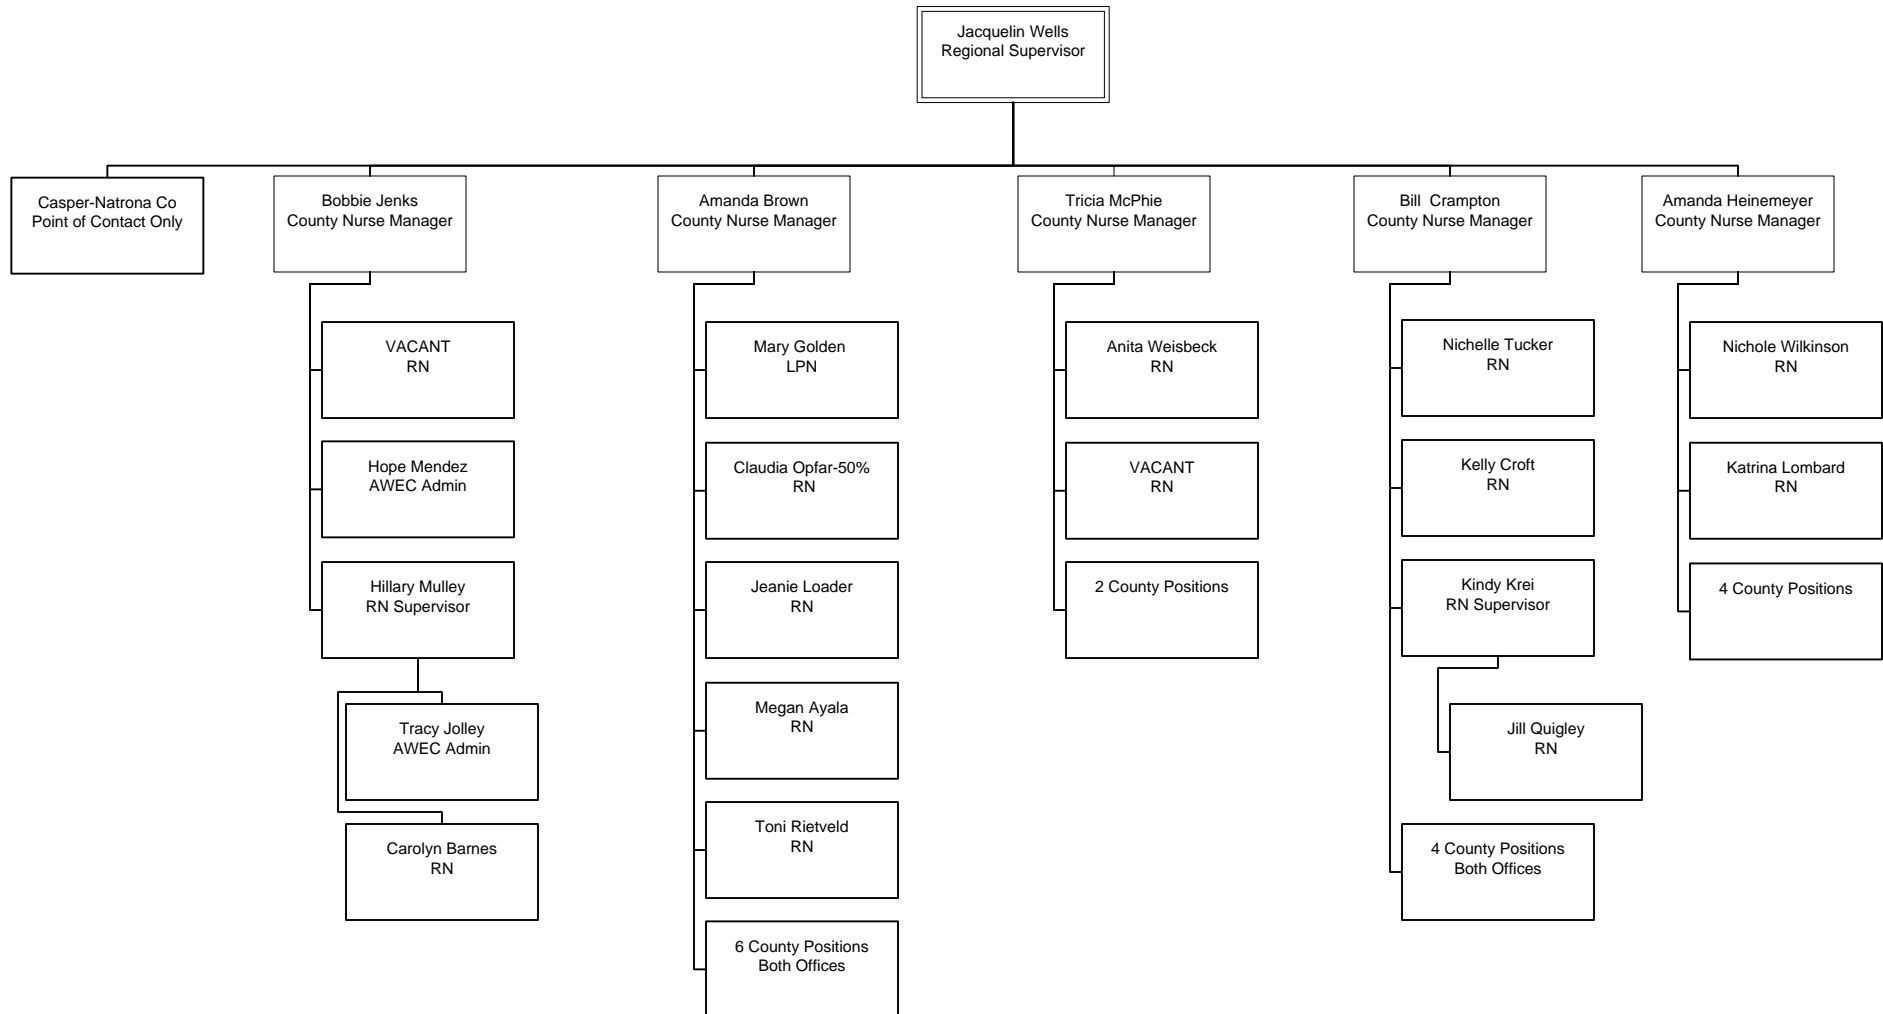 Jacquelin Wells
Regional Supervisor
Casper-Natrona Co
Point of Contact Only
Bobbie Jenks
County Nurse Manager
Amanda Brown
County Nurse Manager
Tricia McPhie
County Nurse Manager
Bill Crampton
County Nurse Manager
Amanda Heinemeyer
County Nurse Manager
VACANT
RN
Hope Mendez
AWEC Admin
Hillary Mulley
RN Supervisor
Tracy Jolley
AWEC Admin
Carolyn Barnes
RN
Mary Golden
LPN
Claudia Opfar-50%
RN
Jeanie Loader
RN
Megan Ayala
RN
Toni Rietveld
RN
6 County Positions
Both Offices
Anita Weisbeck
RN
VACANT
RN
2 County Positions
Nichelle Tucker
RN
Kelly Croft
RN
Kindy Krei
RN Supervisor
Jill Quigley
RN
4 County Positions
Both Offices
Nichole Wilkinson
RN
Katrina Lombard
RN
4 County Positions